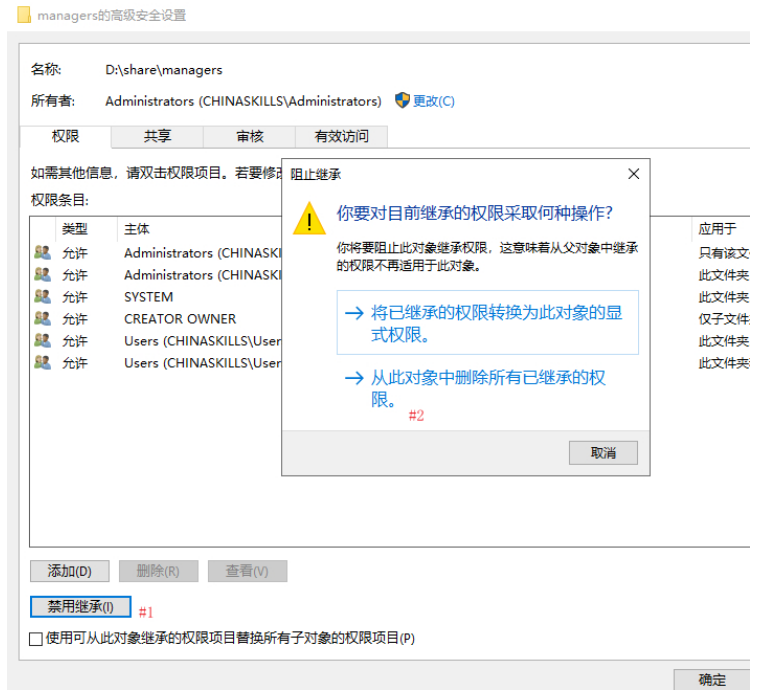 managers的高级安全设置
名称: D:\share\managers
所有者: Administrators (CHINASKILLS\Administrators) 更改(C)
权限 共享 审核 有效访问
如需其他信息，请双击权限项目。若要修改
权限条目:
类型 主体 应用于
允许 Administrators (CHINASKI 只有该文
允许 Administrators (CHINASKI 此文件夹
允许 SYSTEM 此文件夹
允许 CREATOR OWNER 仅子文件
允许 Users (CHINASKILLS\User 此文件夹
允许 Users (CHINASKILLS\User 此文件夹
阻止继承
你要对目前继承的权限采取何种操作?
你将要阻止此对象继承权限，这意味着从父对象中继承
的权限不再适用于此对象。
将已继承的权限转换为此对象的显
式权限。
从此对象中删除所有已继承的权
限。
#2
取消
添加(D) 删除(R) 查看(V)
禁用继承(I) #1
使用可从此对象继承的权限项目替换所有子对象的权限项目(P)
确定